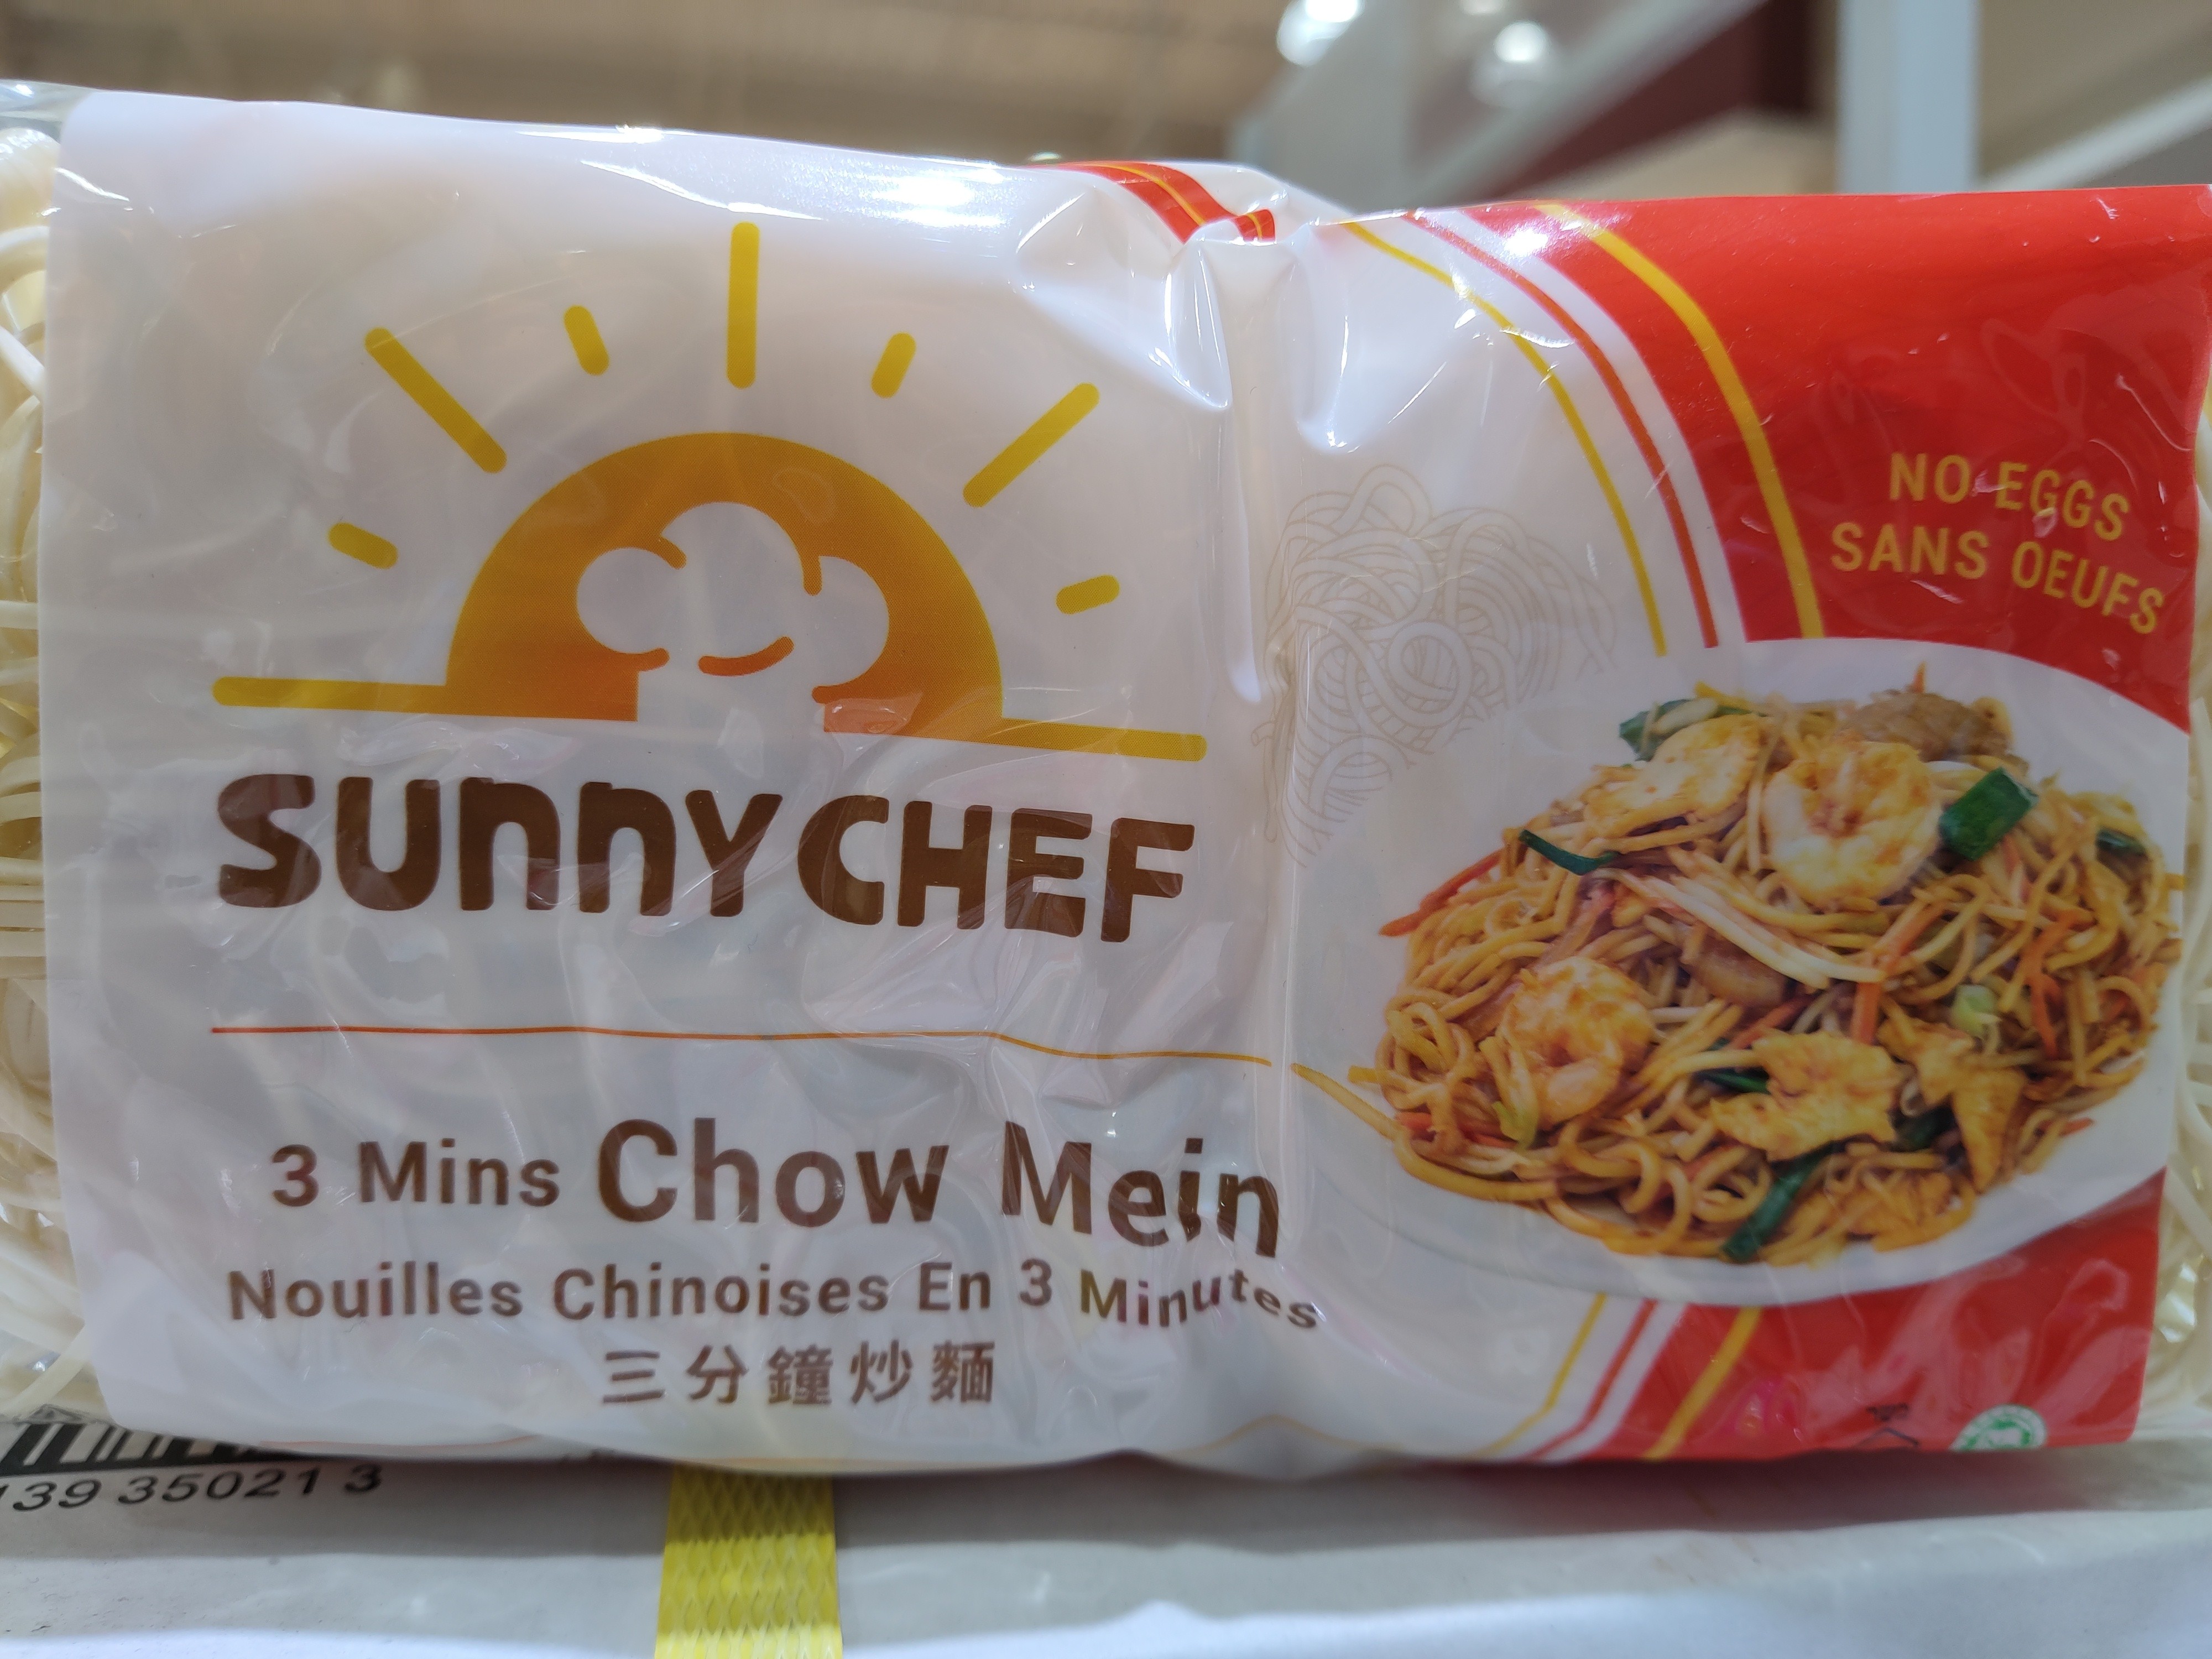 SUNNY CHEF
3 Mins Chow Mein
Nouilles Chinoises En 3 Minutes
三分鐘炒麵
NO EGGS
SANS OEUFS
139 35021 3